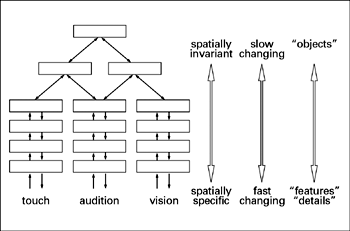 spatially invariant
slow changing
"objects"
touch
audition
vision
spatially specific
fast changing
"features"
"details"